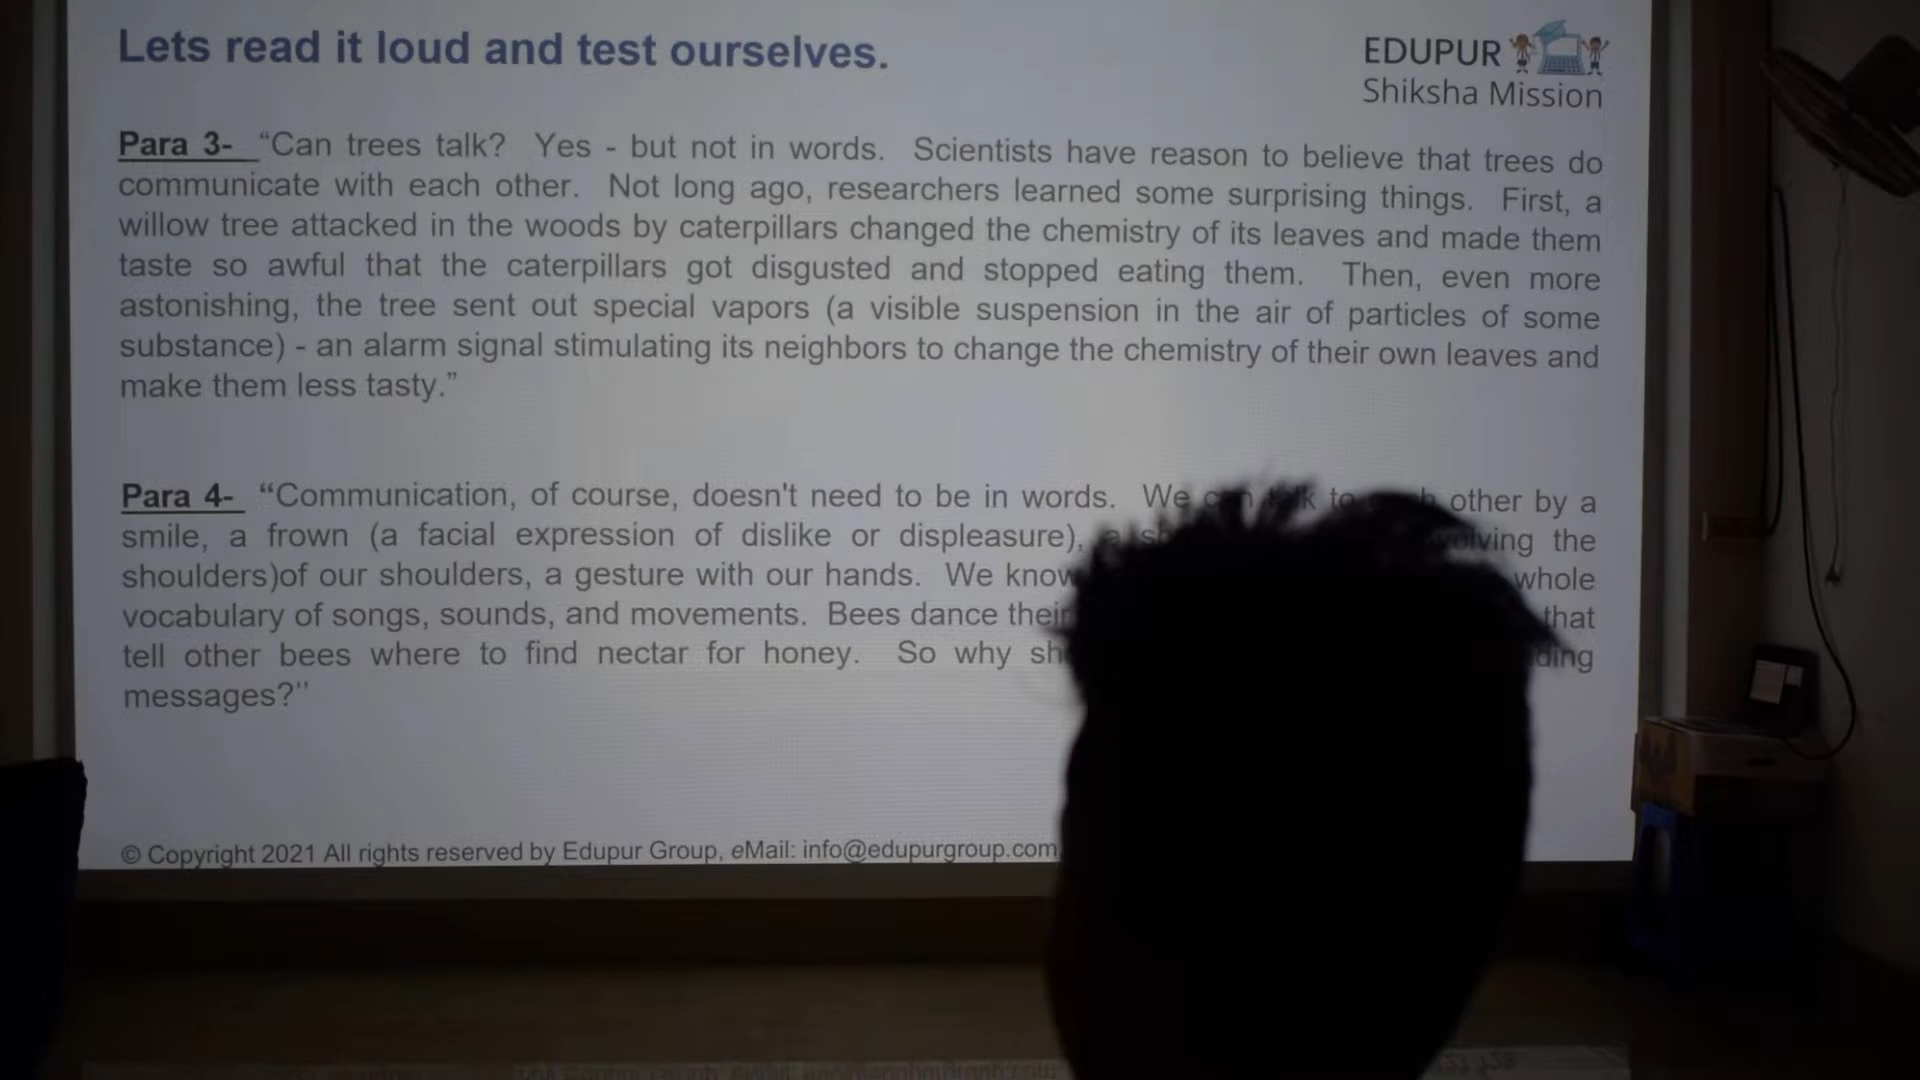 Lets read it loud and test ourselves.
EDUPUR
Shiksha Mission
Para 3- “Can trees talk? Yes - but not in words. Scientists have reason to believe that trees do
communicate with each other. Not long ago, researchers learned some surprising things. First, a
willow tree attacked in the woods by caterpillars changed the chemistry of its leaves and made them
taste so awful that the caterpillars got disgusted and stopped eating them. Then, even more
astonishing, the tree sent out special vapors (a visible suspension in the air of particles of some
substance) - an alarm signal stimulating its neighbors to change the chemistry of their own leaves and
make them less tasty.”
Para 4- “Communication, of course, doesn't need to be in words. We can talk to each other by a
smile, a frown (a facial expression of dislike or displeasure), a the
shoulders)of our shoulders, a gesture with our hands. We know whole
vocabulary of songs, sounds, and movements. Bees dance their that
tell other bees where to find nectar for honey. So why
messages?"
© Copyright 2021 All rights reserved by Edupur Group, eMail: info@edupurgroup.com